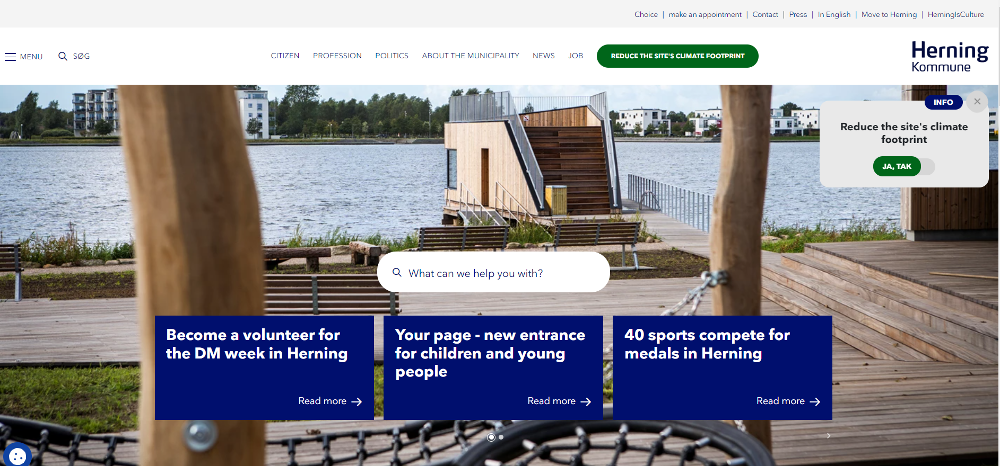 Choice | make an appointment | Contact | Press | In English | Move to Herning | HerningIsCulture
MENU SØG CITIZEN PROFESSION POLITICS ABOUT THE MUNICIPALITY NEWS JOB REDUCE THE SITE'S CLIMATE FOOTPRINT
Herning
Kommune
INFO
Reduce the site's climate
footprint
JA, TAK
What can we help you with?
Become a volunteer for
the DM week in Herning
Read more
Your page - new entrance
for children and young
people
Read more
40 sports compete for
medals in Herning
Read more